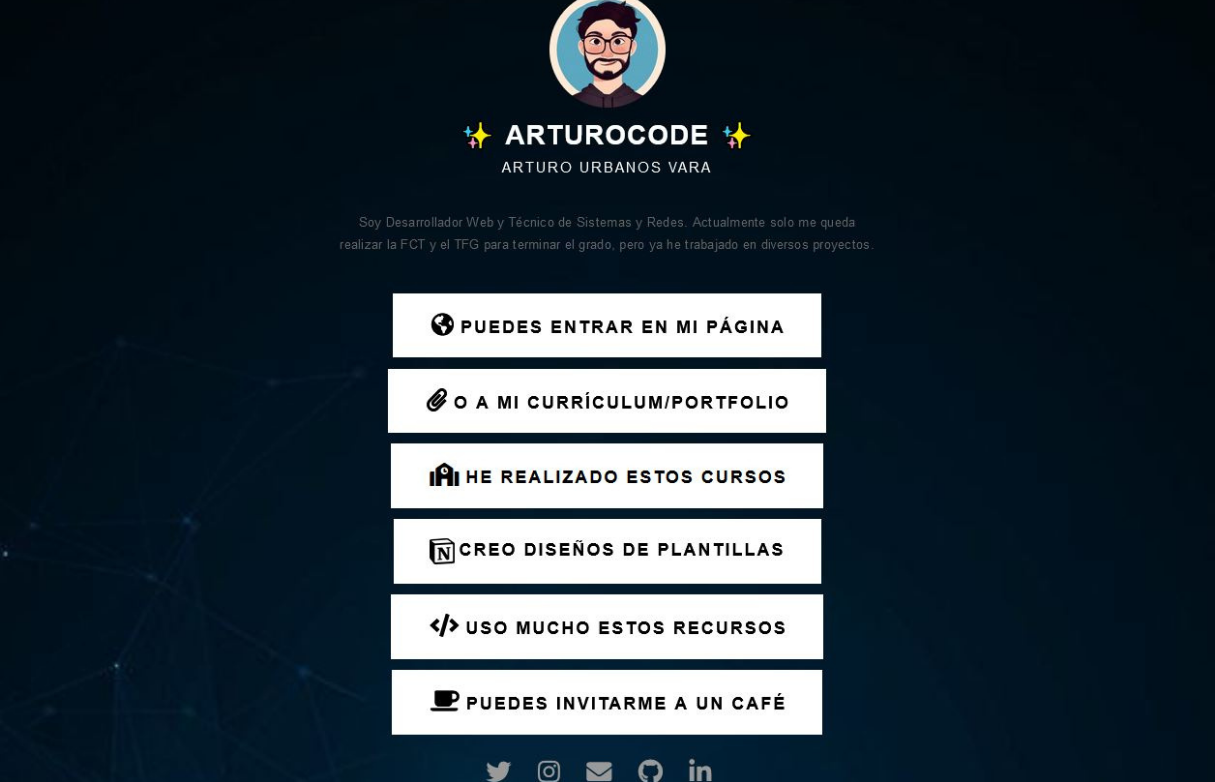 ✨ ARTUROCODE ✨
ARTURO URBANOS VARA
Soy Desarrollador Web y Técnico de Sistemas y Redes. Actualmente solo me queda
realizar la FCT y el TFG para terminar el grado, pero ya he trabajado en diversos proyectos.
PUEDES ENTRAR EN MI PÁGINA
O A MI CURRÍCULUM/PORTFOLIO
HE REALIZADO ESTOS CURSOS
CREO DISEÑOS DE PLANTILLAS
USO MUCHO ESTOS RECURSOS
PUEDES INVITARME A UN CAFÉ